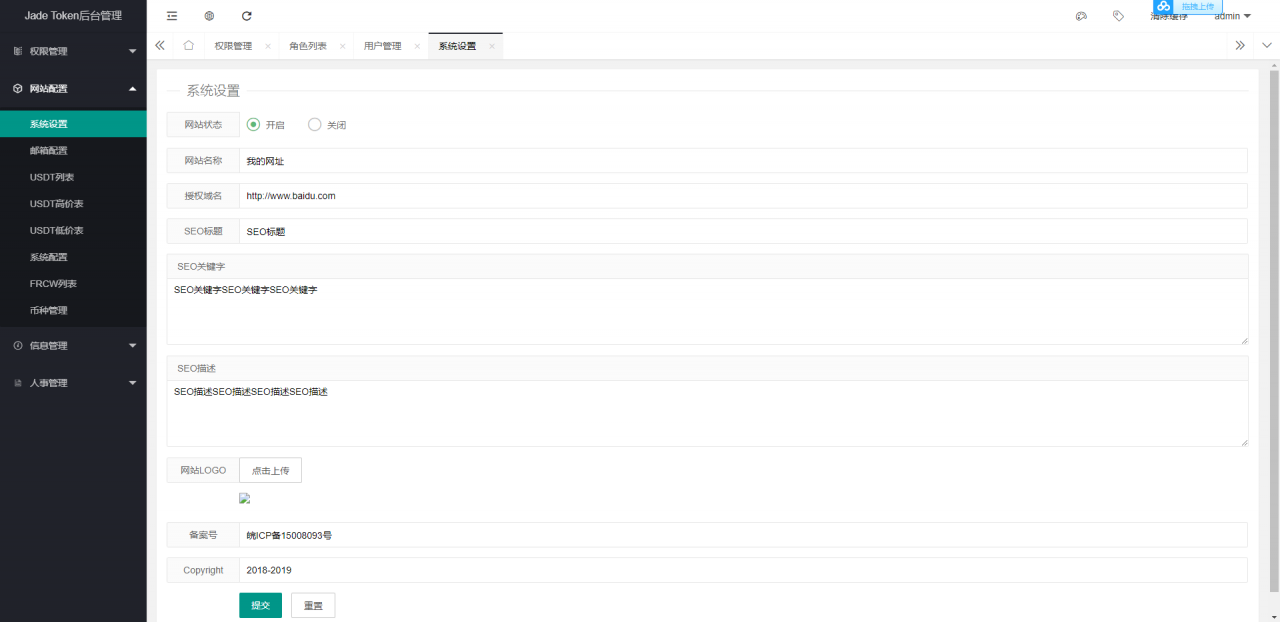 Jade Token后台管理
拖拽上传
清除缓存
admin
权限管理
角色列表
用户管理
系统设置
权限管理
网站配置
系统设置
邮箱配置
USDT列表
USDT高价表
USDT低价表
系统配置
FRCW列表
币种管理
信息管理
人事管理
系统设置
网站状态
开启
关闭
网站名称
我的网址
授权域名
http://www.baidu.com
SEO标题
SEO标题
SEO关键字
SEO关键字SEO关键字SEO关键字
SEO描述
SEO描述SEO描述SEO描述SEO描述
网站LOGO
点击上传
备案号
皖ICP备15008093号
Copyright
2018-2019
提交
重置